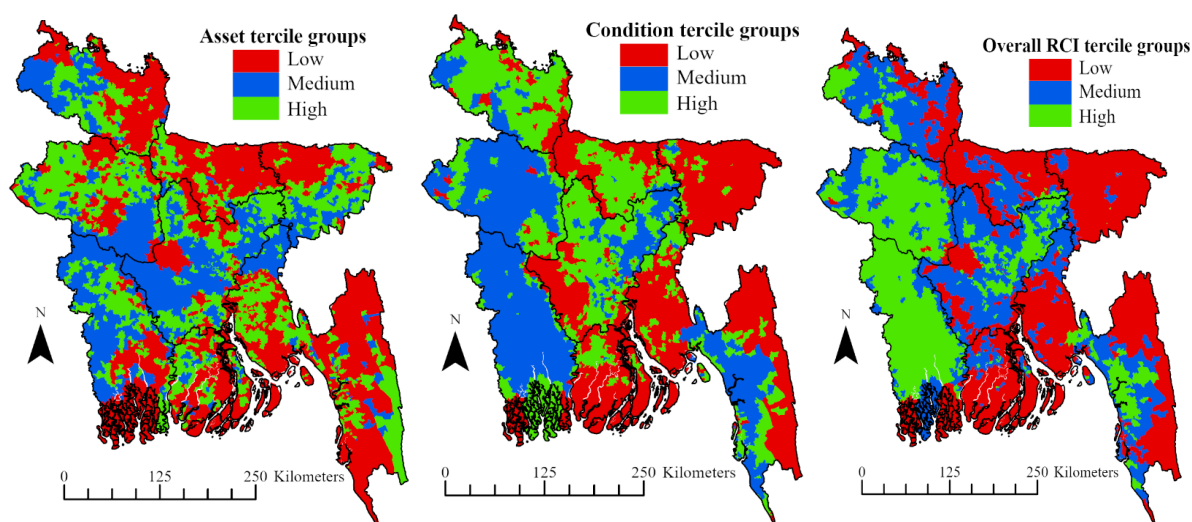 Asset tercile groups
Low
Medium
High
N
0 125 250 Kilometers
Condition tercile groups
Low
Medium
High
N
0 125 250 Kilometers
Overall RCI tercile groups
Low
Medium
High
N
0 125 250 Kilometers